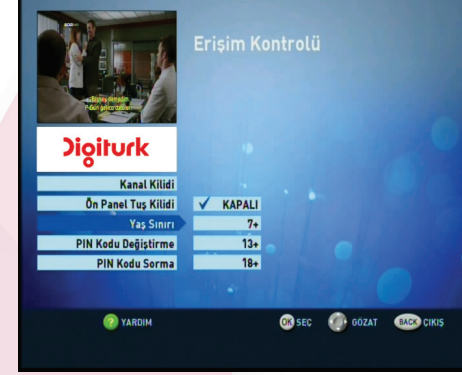 Erişim Kontrolü
Digiturk
Kanal Kilidi
Ön Panel Tuş Kilidi
KAPALI
Yaş Sınırı
7+
PIN Kodu Değiştirme
13+
PIN Kodu Sorma
18+
? YARDIM
OK SEÇ
GÖZAT
BACK ÇIKIŞ